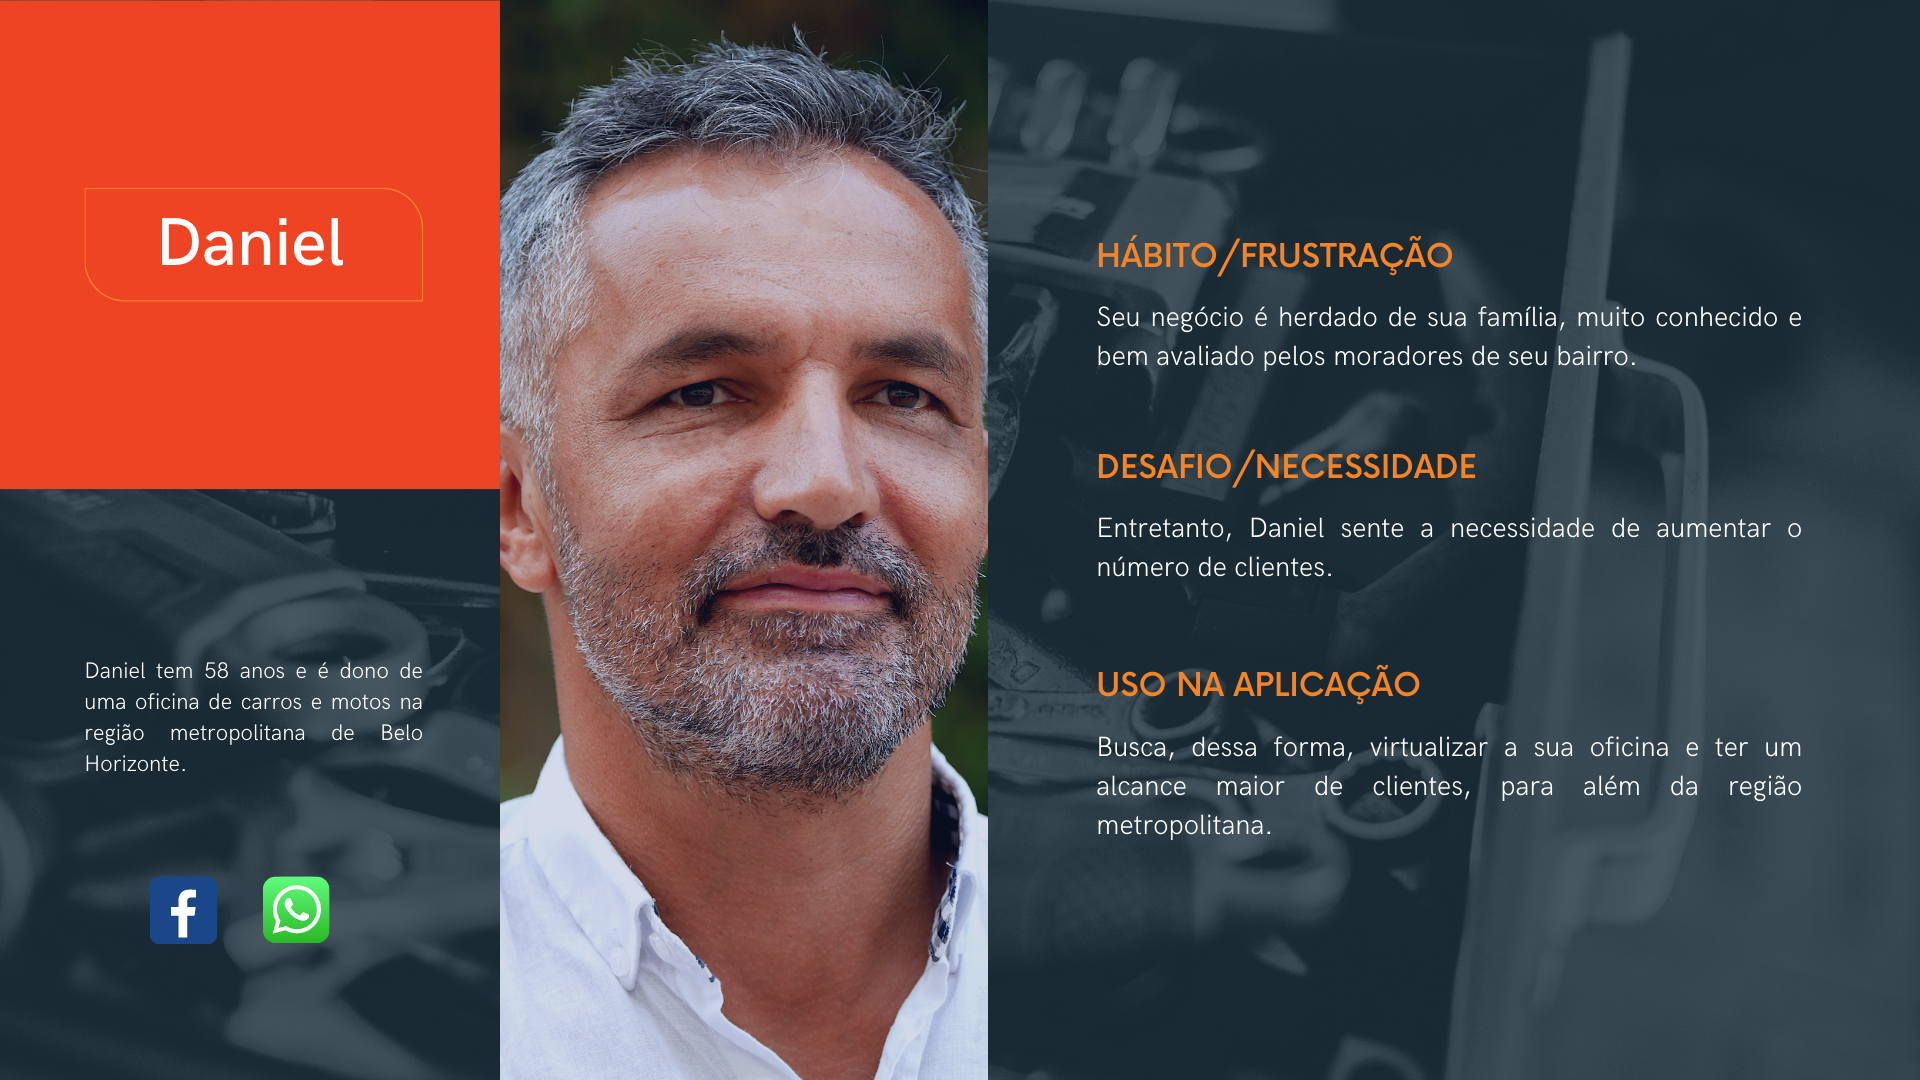 Daniel
Daniel tem 58 anos e é dono de
uma oficina de carros e motos na
região metropolitana de Belo
Horizonte.
HÁBITO/FRUSTRAÇÃO
Seu negócio é herdado de sua família, muito conhecido e
bem avaliado pelos moradores de seu bairro.
DESAFIO/NECESSIDADE
Entretanto, Daniel sente a necessidade de aumentar o
número de clientes.
USO NA APLICAÇÃO
Busca, dessa forma, virtualizar a sua oficina e ter um
alcance maior de clientes, para além da região
metropolitana.